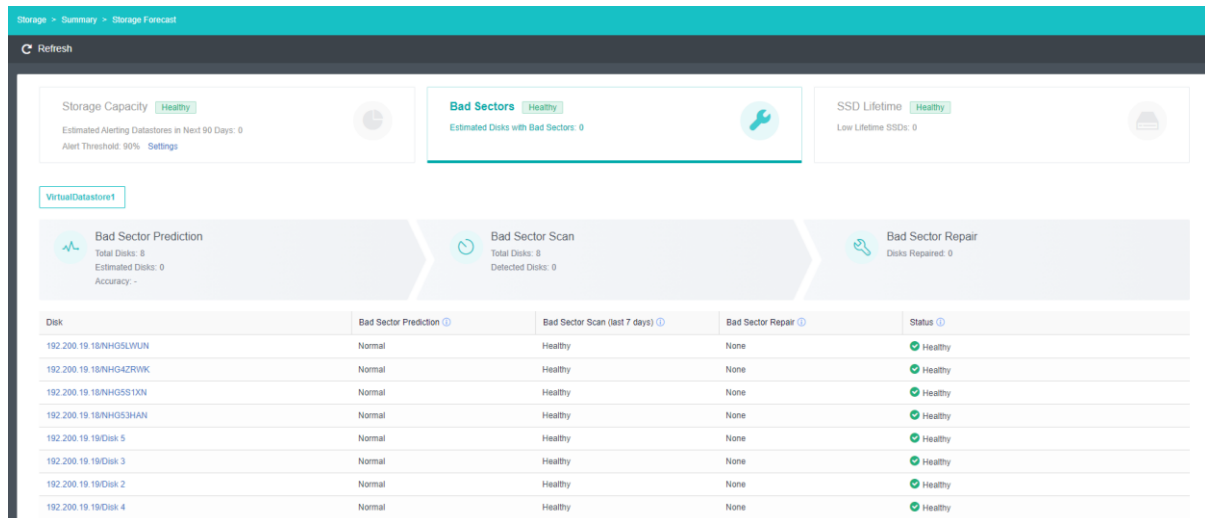 Storage > Summary > Storage Forecast
Refresh
Storage Capacity Healthy
Estimated Alerting Datastores in Next 90 Days: 0
Alert Threshold: 90% Settings
Bad Sectors Healthy
Estimated Disks with Bad Sectors: 0
SSD Lifetime Healthy
Low Lifetime SSDs: 0
VirtualDatastore1
Bad Sector Prediction
Total Disks: 8
Estimated Disks: 0
Accuracy: -
Bad Sector Scan
Total Disks: 8
Detected Disks: 0
Bad Sector Repair
Disks Repaired: 0
Disk Bad Sector Prediction Bad Sector Scan (last 7 days) Bad Sector Repair Status
192.200.19.18/NHG5LWUN Normal Healthy None Healthy
192.200.19.18/NHG4ZRWK Normal Healthy None Healthy
192.200.19.18/NHG5S1XN Normal Healthy None Healthy
192.200.19.18/NHG53HAN Normal Healthy None Healthy
192.200.19.19/Disk 5 Normal Healthy None Healthy
192.200.19.19/Disk 3 Normal Healthy None Healthy
192.200.19.19/Disk 2 Normal Healthy None Healthy
192.200.19.19/Disk 4 Normal Healthy None Healthy